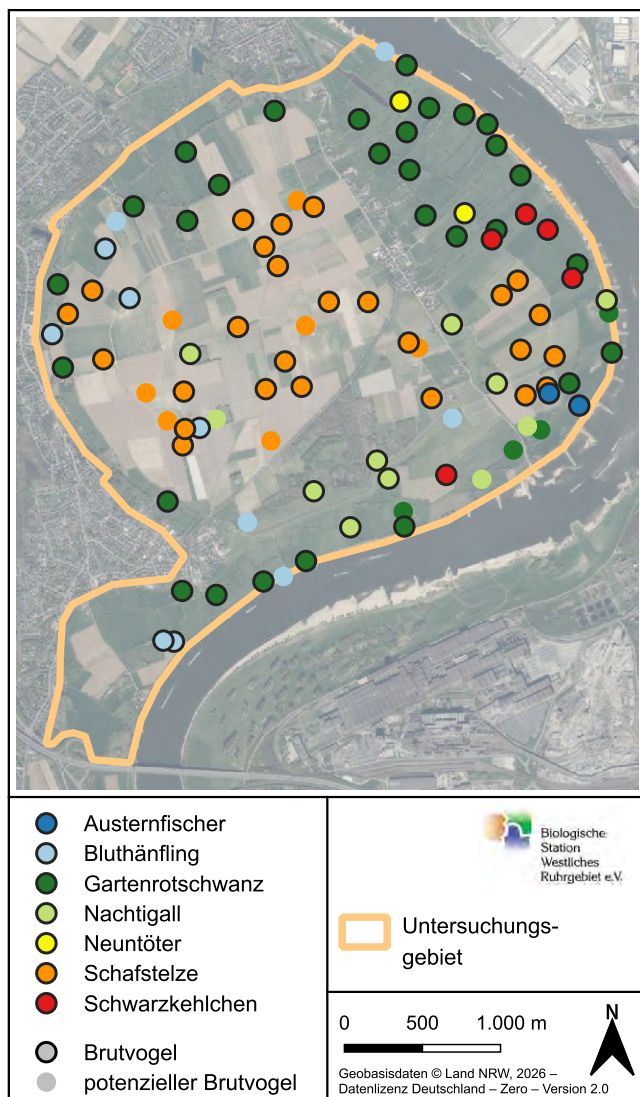 Austernfischer
Bluthänfling
Gartenrotschwanz
Nachtigall
Neuntöter
Schafstelze
Schwarzkehlchen
Brutvogel
potenzieller Brutvogel
Biologische
Station
Westliches
Ruhrgebiet e.V.
Untersuchungs-
gebiet
0 500 1.000 m
N
Geobasisdaten © Land NRW, 2026 –
Datenlizenz Deutschland – Zero – Version 2.0